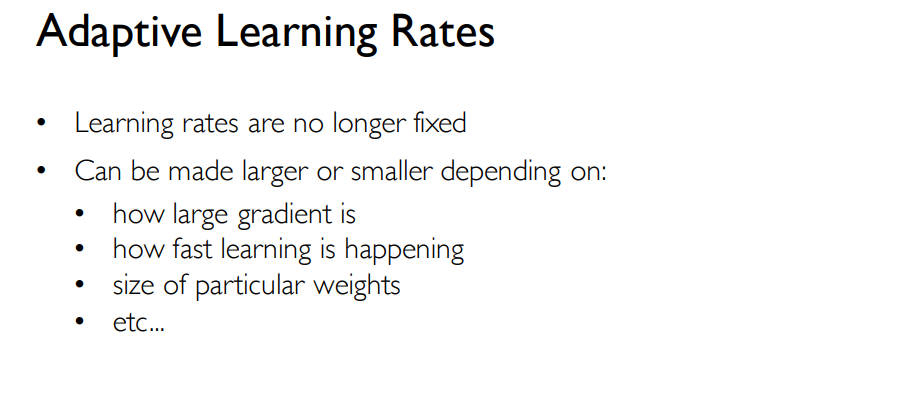 Adaptive Learning Rates
• Learning rates are no longer fixed
• Can be made larger or smaller depending on:
• how large gradient is
• how fast learning is happening
• size of particular weights
• etc...